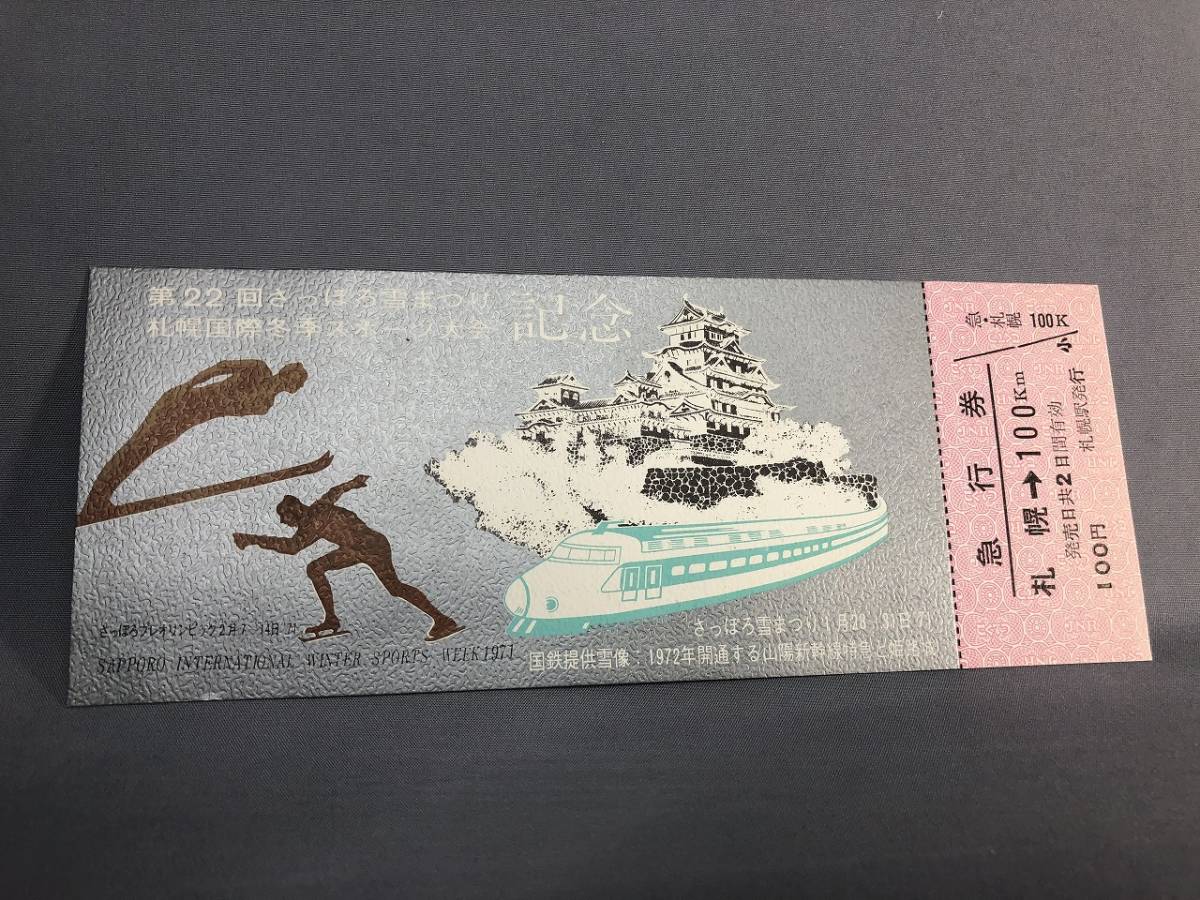 第22回さっぽろ雪まつり
札幌国際冬季スポーツ大会
記念
さっぽろプレオリンピック2月7 14日
SAPPORO INTERNATIONAL WINTER SPORTS WEEK 1971
さっぽろ雪まつり1月28 31日
国鉄提供雪像:1972年開通する山陽新幹線特急と姫路城
急・札幌
100K
小
急行券
札幌→100Km
発売日共2日間有効
札幌駅発行
100円
JNR